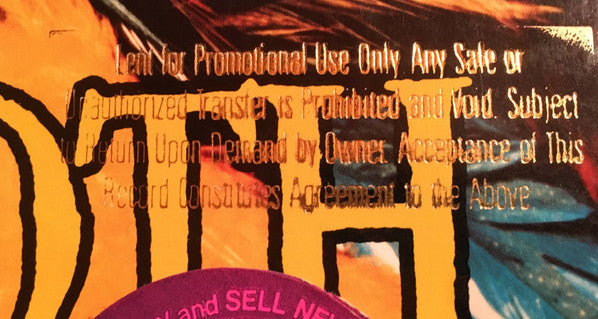 Lent for Promotional Use Only. Any Sale or
Unauthorized Transfer is Prohibited and Void. Subject
to Return Upon Demand by Owner. Acceptance of This
Record Constitutes Agreement to the Above.
OTH
and SELL